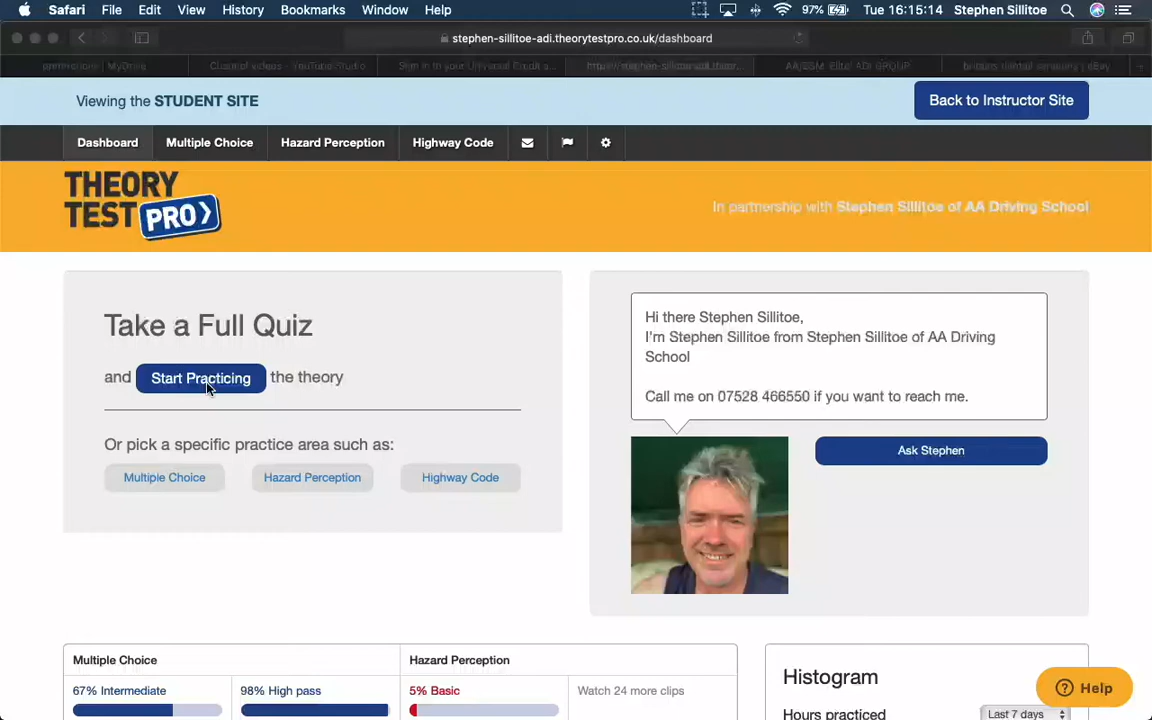 Safari File Edit View History Bookmarks Window Help 97% Tue 16:15:14 Stephen Sillitoe
stephen-sillitoe-adi.theorytestpro.co.uk/dashboard
Viewing the STUDENT SITE
Back to Instructor Site
Dashboard Multiple Choice Hazard Perception Highway Code
THEORY
TEST PRO
In partnership with Stephen Sillitoe of AA Driving School
Take a Full Quiz
and Start Practicing the theory
Or pick a specific practice area such as:
Multiple Choice Hazard Perception Highway Code
Hi there Stephen Sillitoe,
I'm Stephen Sillitoe from Stephen Sillitoe of AA Driving
School
Call me on 07528 466550 if you want to reach me.
Ask Stephen
Multiple Choice Hazard Perception
67% Intermediate 98% High pass 5% Basic Watch 24 more clips
Histogram
Hours practiced Last 7 days
Help